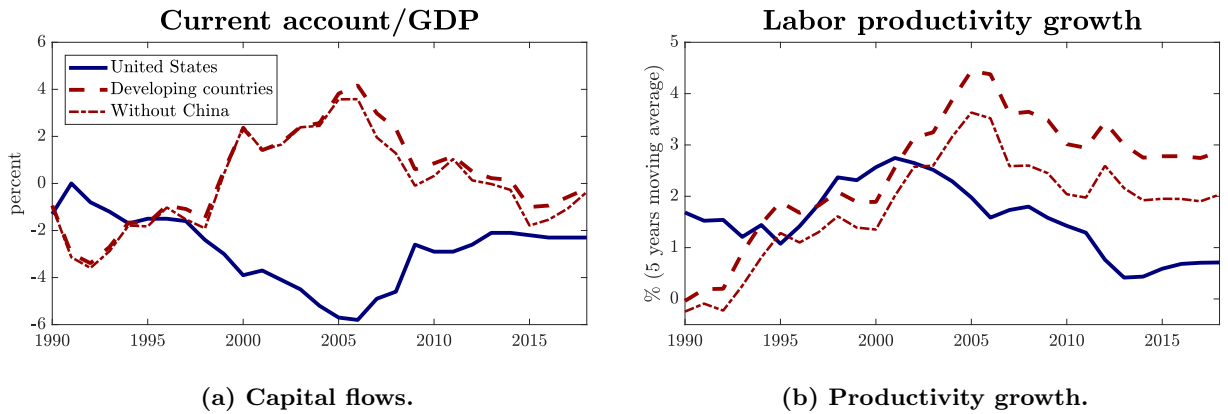 Current account/GDP
6
4
2
0
-2
-4
-6
percent
United States
Developing countries
Without China
1990 1995 2000 2005 2010 2015
(a) Capital flows.
Labor productivity growth
5
4
3
2
1
0
% (5 years moving average)
1990 1995 2000 2005 2010 2015
(b) Productivity growth.